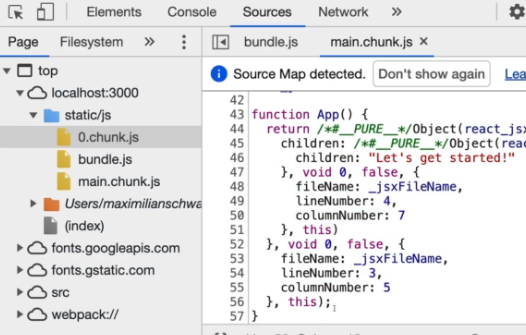 Elements Console Sources Network »
Page Filesystem »
bundle.js main.chunk.js ×
top
localhost:3000
static/js
0.chunk.js
bundle.js
main.chunk.js
Users/maximilianschwa
(index)
fonts.googleapis.com
fonts.gstatic.com
src
webpack://
Source Map detected. Don't show again Lea
42
43 function App() {
44 return /*#__PURE__*/Object(react_jsx
45 children: /*#__PURE__*/Object(reac
46 children: "Let's get started!"
47 }, void 0, false, {
48 fileName: _jsxFileName,
49 lineNumber: 4,
50 columnNumber: 7
51 }, this)
52 }, void 0, false, {
53 fileName: _jsxFileName,
54 lineNumber: 3,
55 columnNumber: 5
56 }, this);
57 }